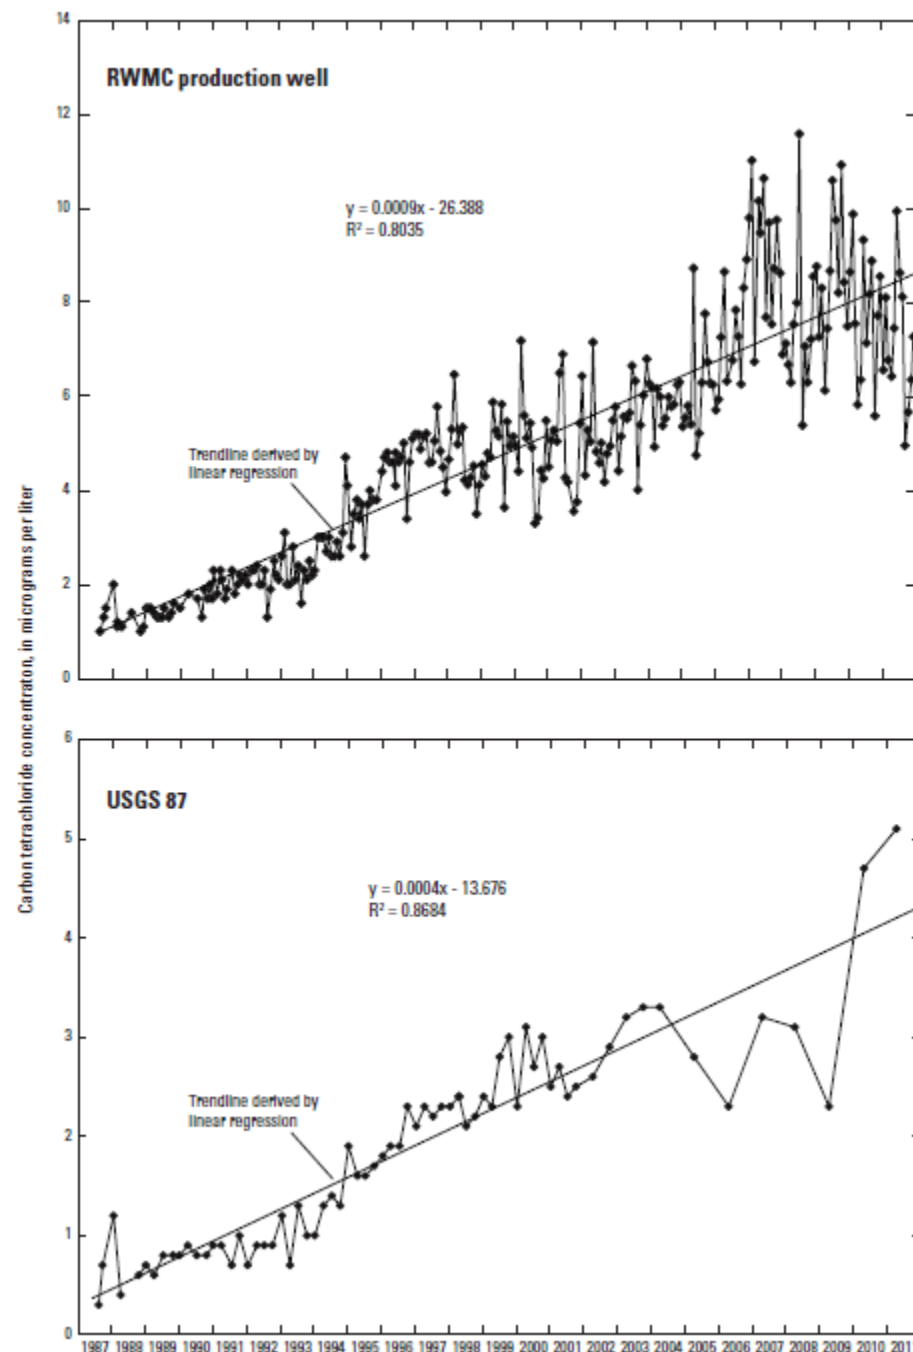 14
RWMC production well
12
y = 0.0009x - 26.388
R² = 0.8035
10
8
6
Trendline derived by
linear regression
4
2
0
Carbon tetrachloride concentraton, in micrograms per liter
6
USGS 87
5
y = 0.0004x - 13.676
R² = 0.8684
4
3
Trendline derived by
linear regression
2
1
0
1987 1988 1989 1990 1991 1992 1993 1994 1995 1996 1997 1998 1999 2000 2001 2002 2003 2004 2005 2006 2007 2008 2009 2010